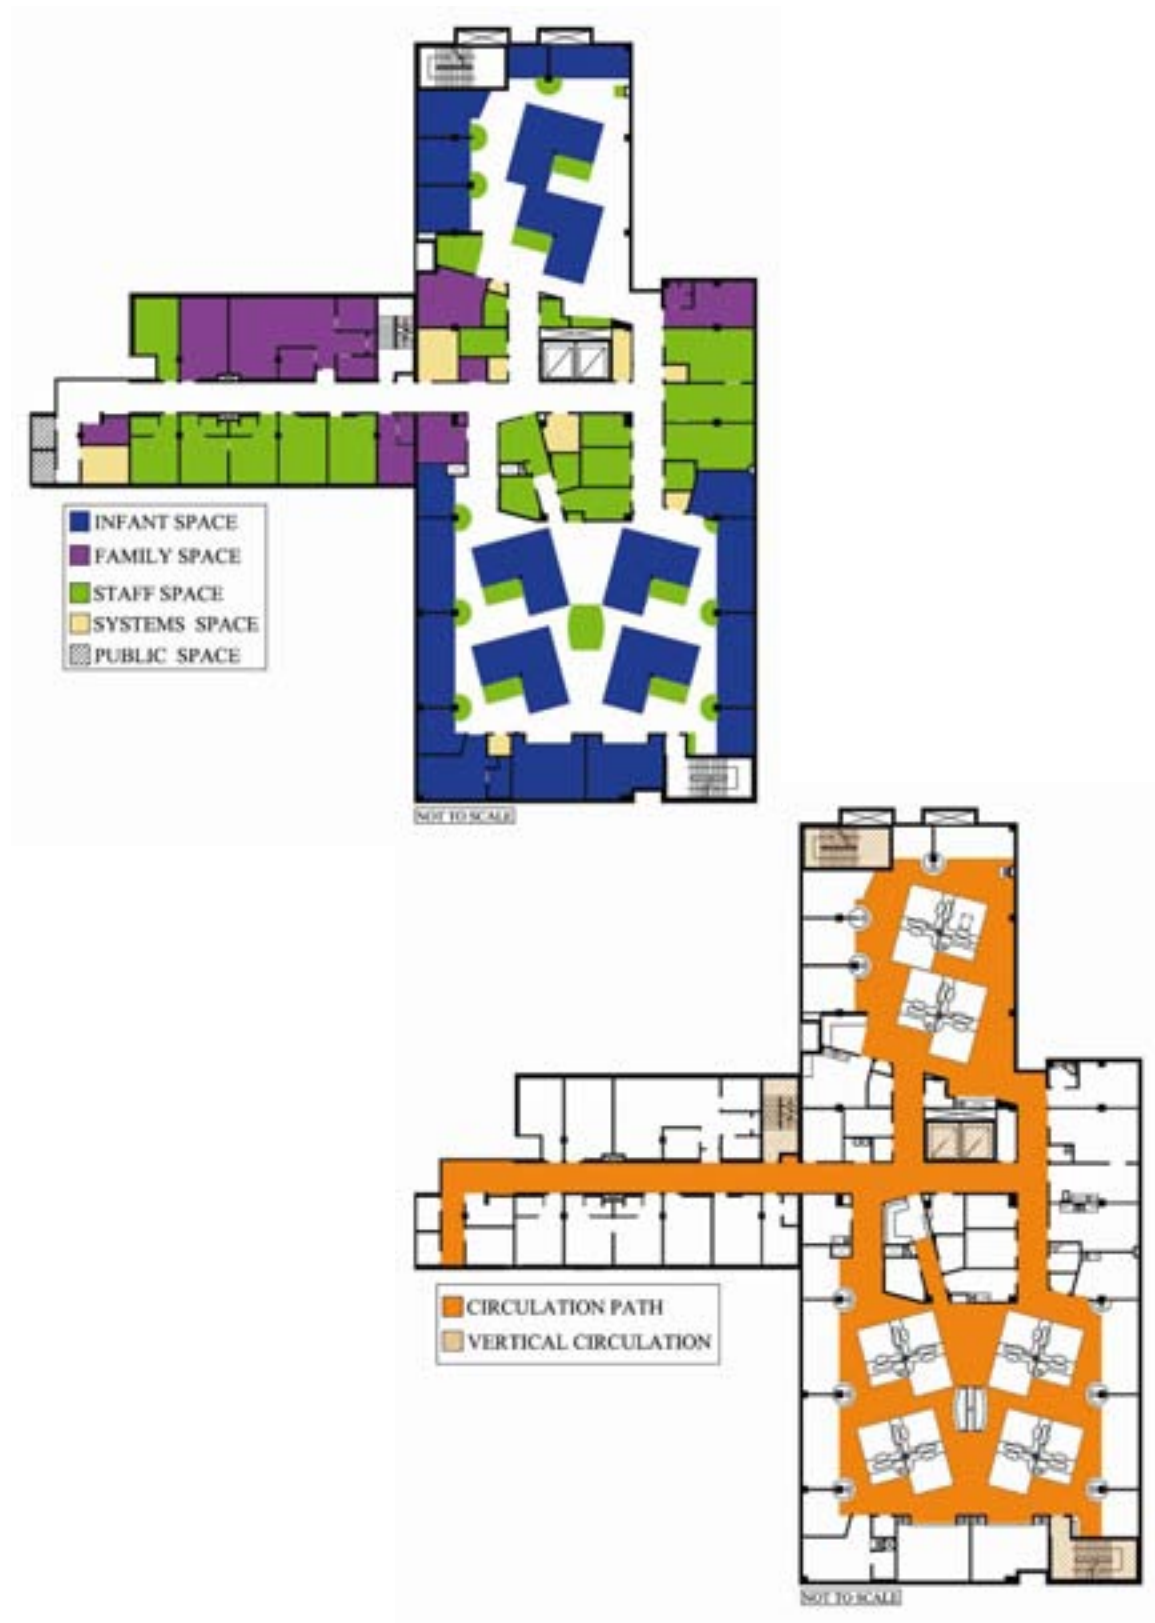 INFANT SPACE
FAMILY SPACE
STAFF SPACE
SYSTEMS SPACE
PUBLIC SPACE
NOT TO SCALE
CIRCULATION PATH
VERTICAL CIRCULATION
NOT TO SCALE